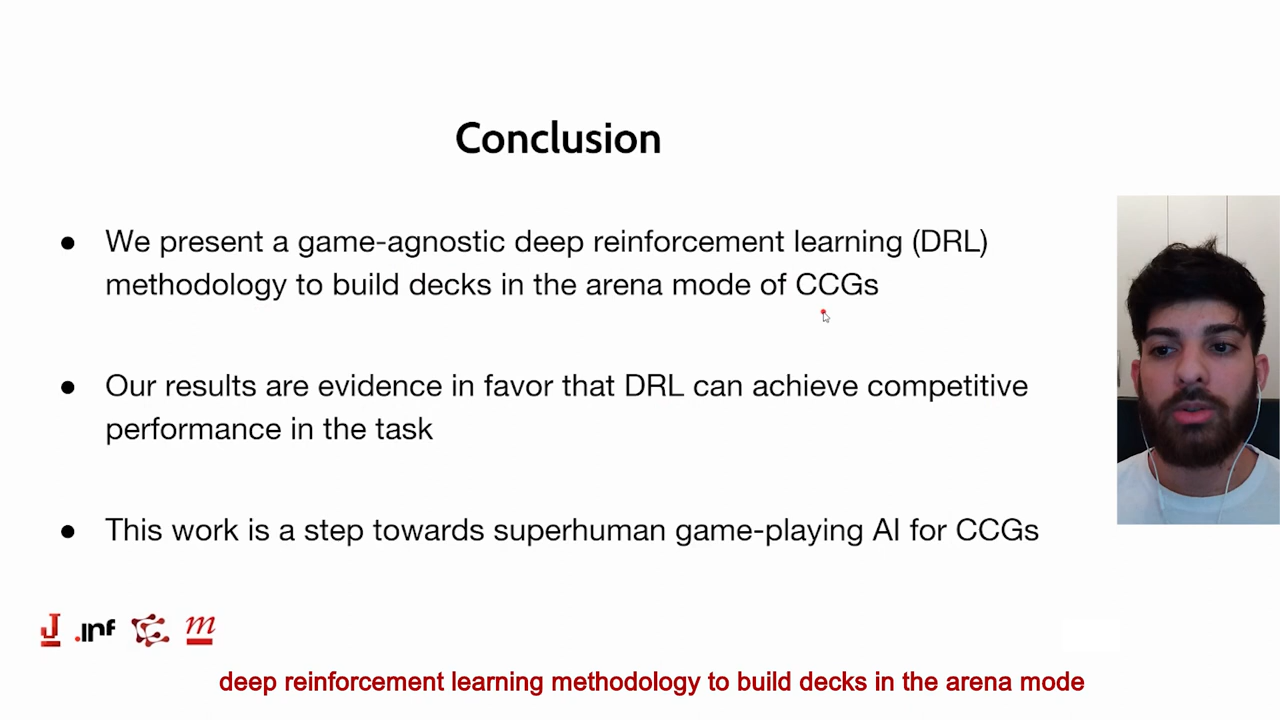 Conclusion
● We present a game-agnostic deep reinforcement learning (DRL)
methodology to build decks in the arena mode of CCGs
● Our results are evidence in favor that DRL can achieve competitive
performance in the task
● This work is a step towards superhuman game-playing AI for CCGs
J .inf m
deep reinforcement learning methodology to build decks in the arena mode